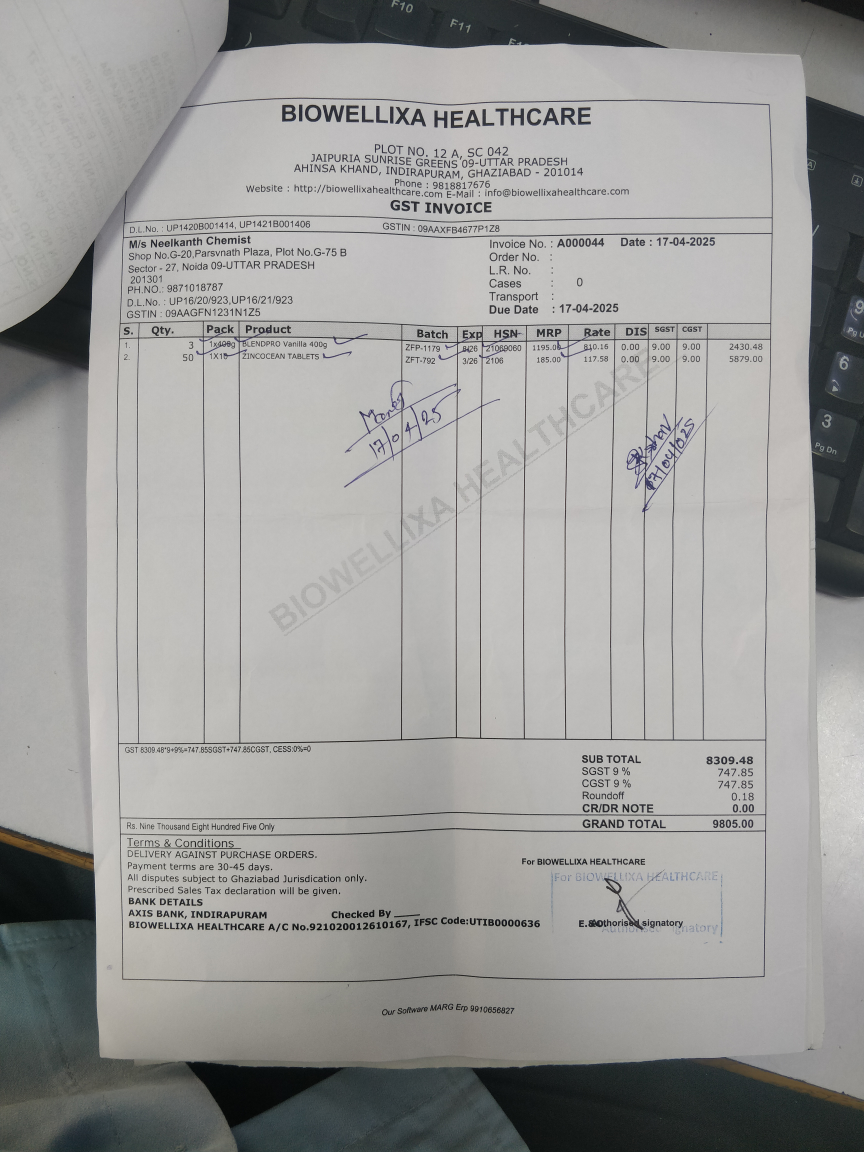 F10
F11
BIOWELLIXA HEALTHCARE
PLOT NO. 12 A, SC 042
JAIPURIA SUNRISE GREENS 09-UTTAR PRADESH
AHINSA KHAND, INDIRAPURAM, GHAZIABAD - 201014
Phone : 9818817676
Website : http://biowellixahealthcare.com E-Mail : info@biowellixahealthcare.com
GST INVOICE
D.L.No. : UP1420B001414, UP1421B001406 GSTIN : 09AAXFB4677P1Z8
M/s Neelkanth Chemist
Shop No.G-20,Parsvnath Plaza, Plot No.G-75 B
Sector - 27, Noida 09-UTTAR PRADESH
201301
PH.NO.: 9871018787
D.L.No. : UP16/20/923,UP16/21/923
GSTIN : 09AAGFN1231N1Z5
Invoice No. : A000044 Date : 17-04-2025
Order No. :
L.R. No. :
Cases : 0
Transport :
Due Date : 17-04-2025
S. Qty. Pack Product Batch Exp HSN MRP Rate DIS SGST CGST
1. 3 1x400g BLENDPRO Vanilla 400g ZFP-1179 8/26 21069060 1195.00 810.16 0.00 9.00 9.00 2430.48
2. 50 1X15 ZINCOCEAN TABLETS ZFT-792 3/26 2106 185.00 117.58 0.00 9.00 9.00 5879.00
17/04/25
17/04/025
BIOWELLIXA HEALTHCARE
GST 8309.48*9+9%=747.85SGST+747.85CGST, CESS:0%=0
SUB TOTAL 8309.48
SGST 9 % 747.85
CGST 9 % 747.85
Roundoff 0.18
CR/DR NOTE 0.00
Rs. Nine Thousand Eight Hundred Five Only
GRAND TOTAL 9805.00
Terms & Conditions
DELIVERY AGAINST PURCHASE ORDERS.
Payment terms are 30-45 days.
All disputes subject to Ghaziabad Jurisdication only.
Prescribed Sales Tax declaration will be given.
BANK DETAILS
AXIS BANK, INDIRAPURAM Checked By ____
BIOWELLIXA HEALTHCARE A/C No.921020012610167, IFSC Code:UTIB0000636
For BIOWELLIXA HEALTHCARE
For BIOWELLIXA HEALTHCARE
Authorised signatory
Our Software MARG Erp 9910656827
9
Pg U
6
3
Pg Dn